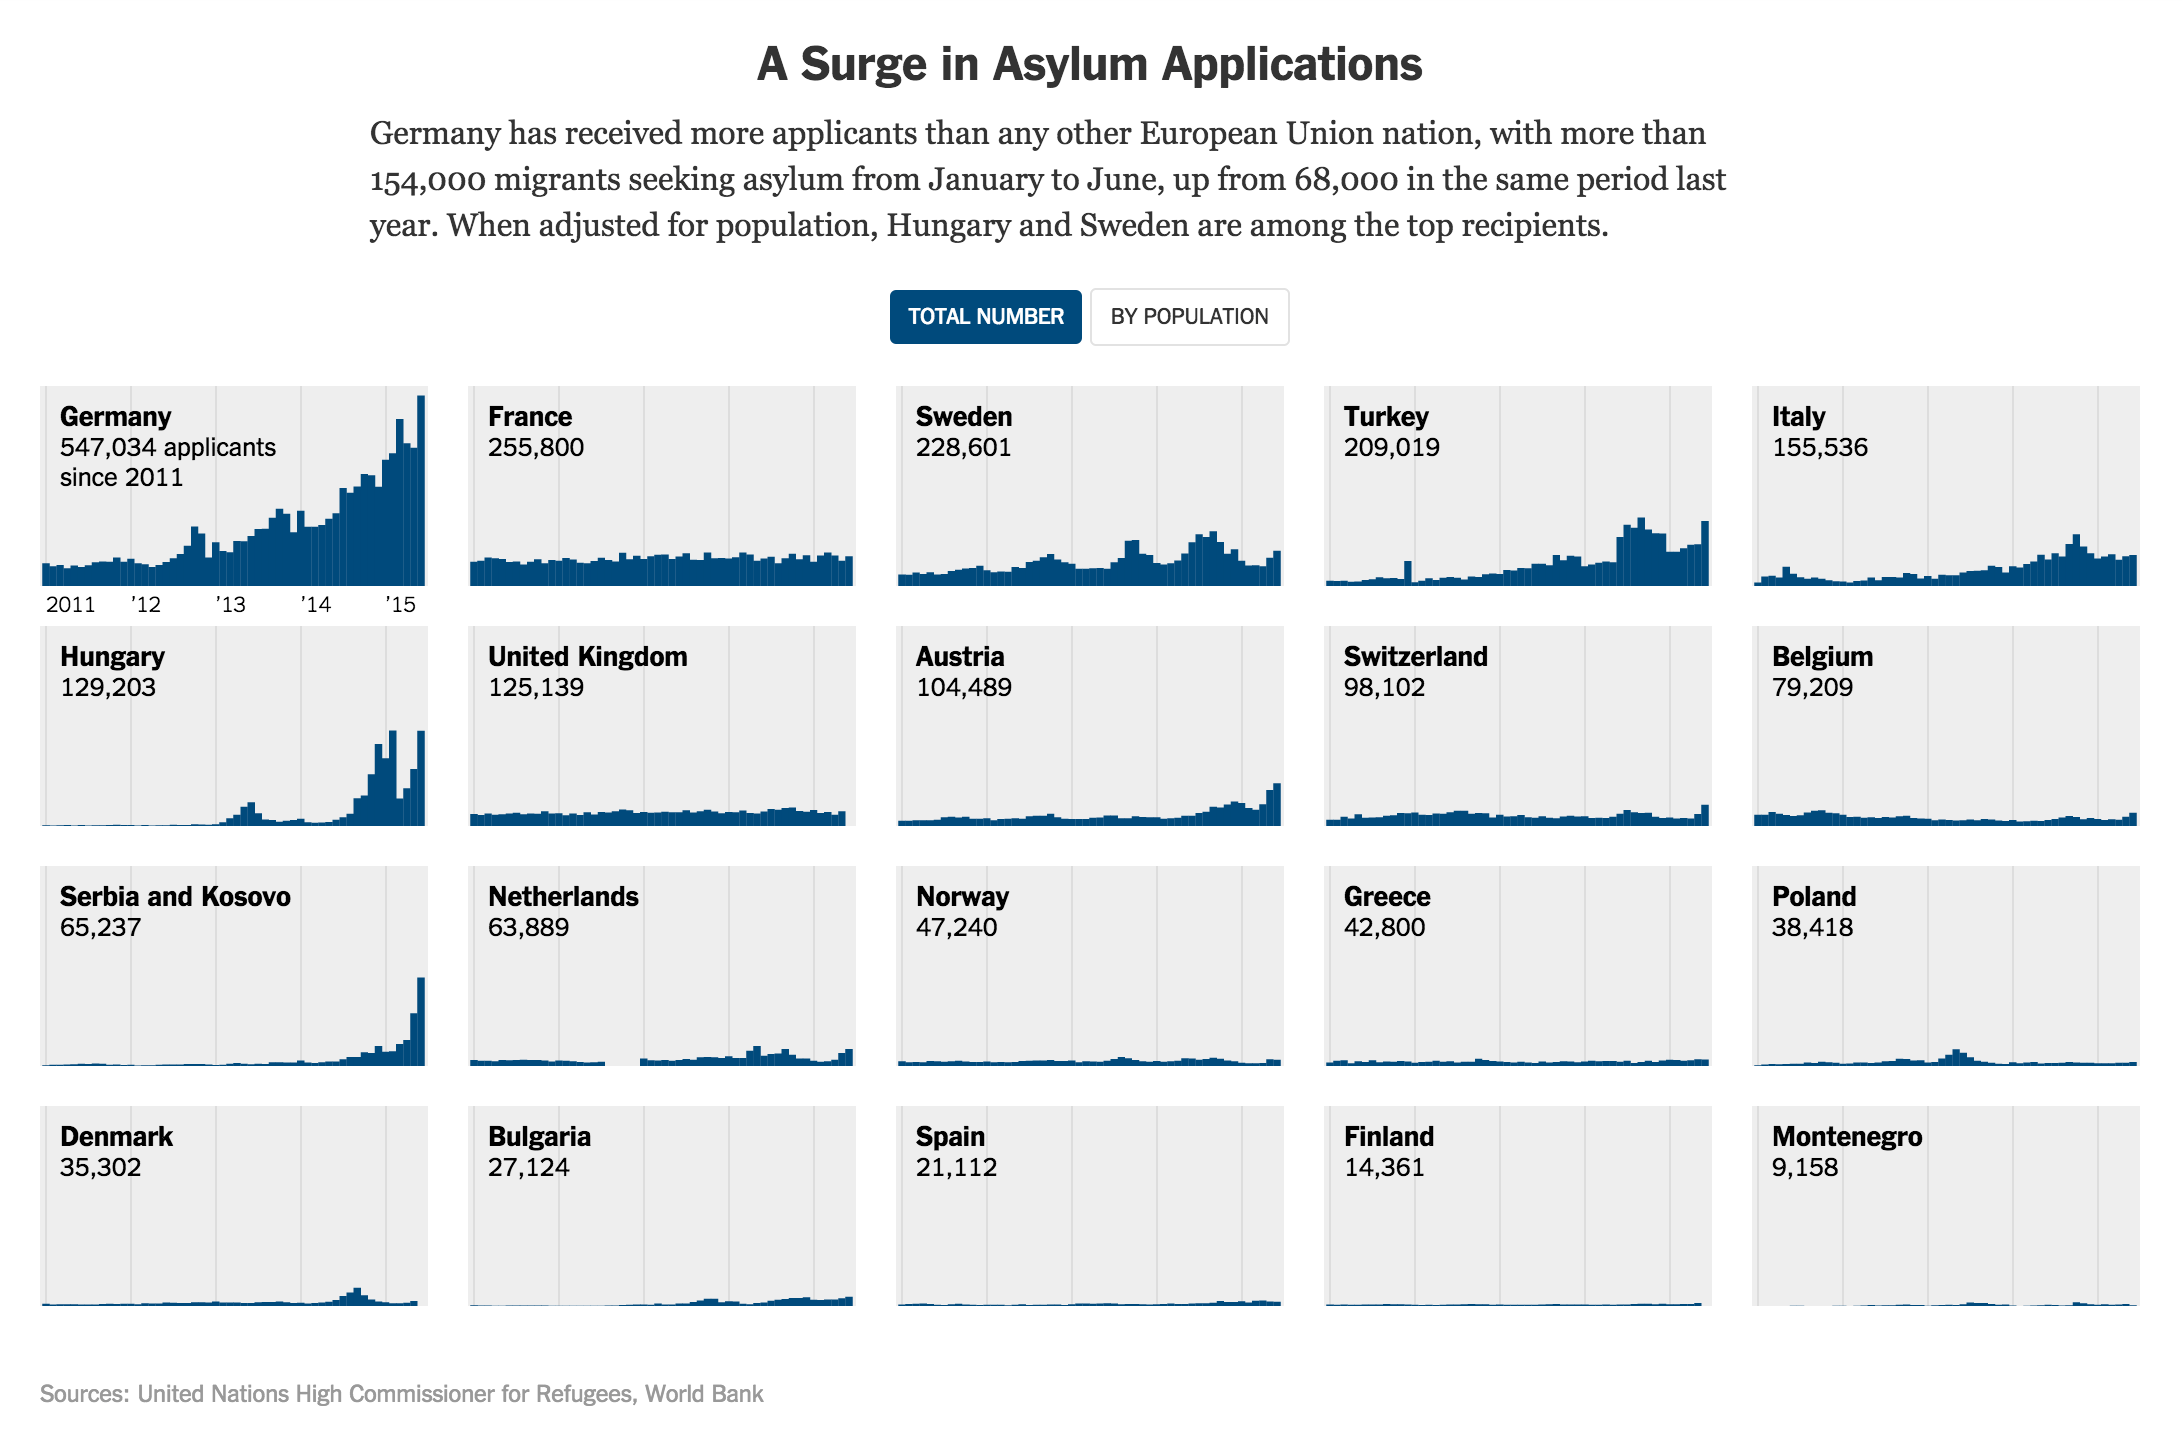 A Surge in Asylum Applications
Germany has received more applicants than any other European Union nation, with more than
154,000 migrants seeking asylum from January to June, up from 68,000 in the same period last
year. When adjusted for population, Hungary and Sweden are among the top recipients.
TOTAL NUMBER
BY POPULATION
Germany
547,034 applicants
since 2011
2011 ’12 ’13 ’14 ’15
France
255,800
Sweden
228,601
Turkey
209,019
Italy
155,536
Hungary
129,203
United Kingdom
125,139
Austria
104,489
Switzerland
98,102
Belgium
79,209
Serbia and Kosovo
65,237
Netherlands
63,889
Norway
47,240
Greece
42,800
Poland
38,418
Denmark
35,302
Bulgaria
27,124
Spain
21,112
Finland
14,361
Montenegro
9,158
Sources: United Nations High Commissioner for Refugees, World Bank